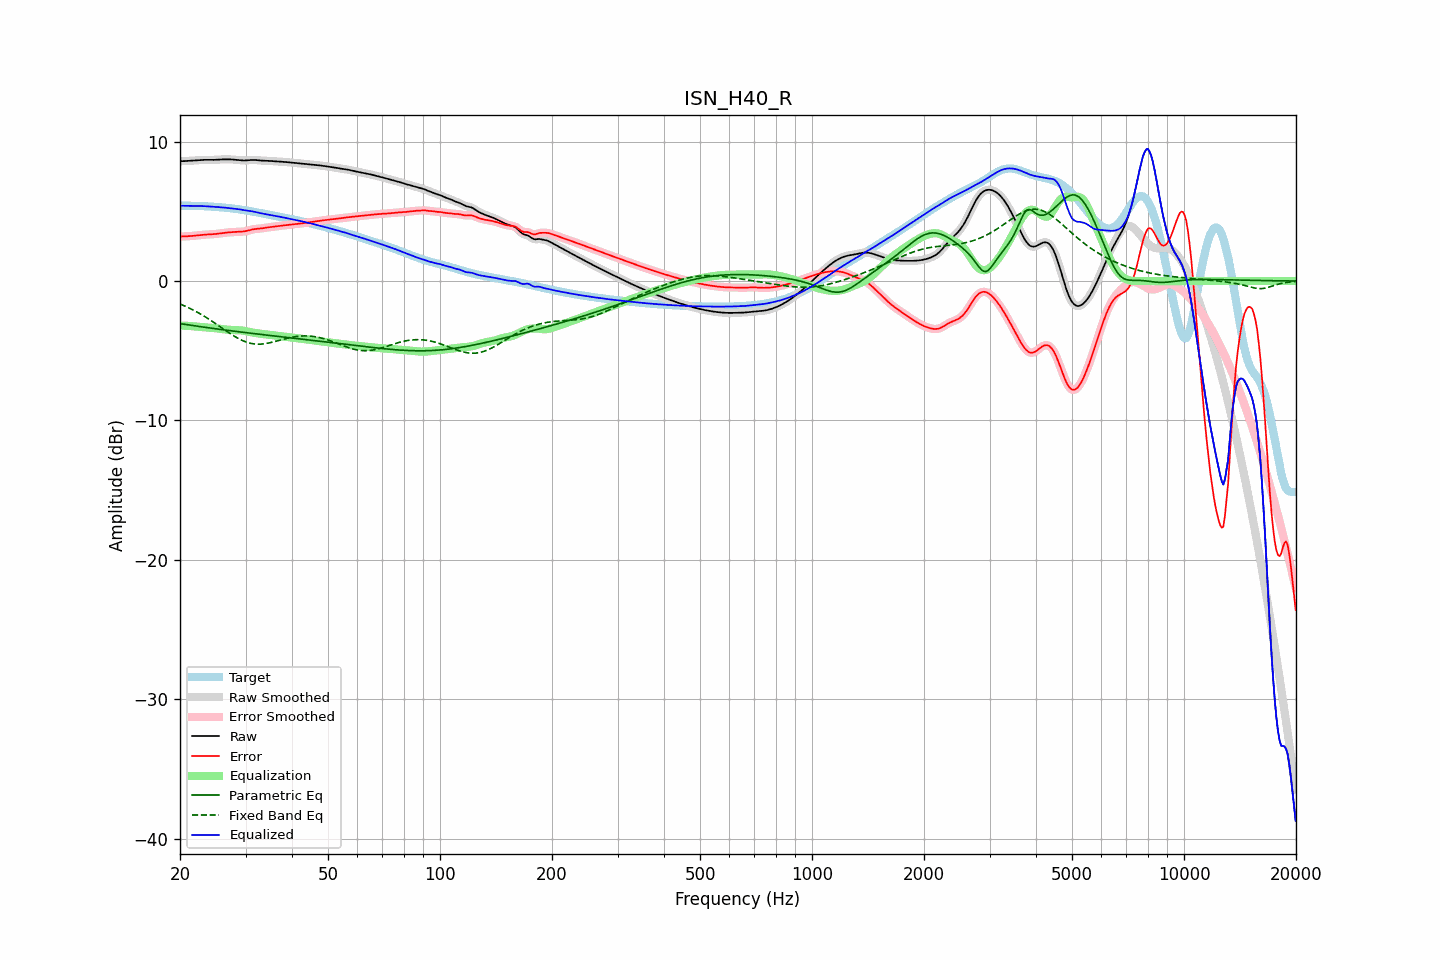 ISN_H40_R
Amplitude (dBr)
10
0
−10
−20
−30
−40
Target
Raw Smoothed
Error Smoothed
Raw
Error
Equalization
Parametric Eq
Fixed Band Eq
Equalized
20 50 100 200 500 1000 2000 5000 10000 20000
Frequency (Hz)